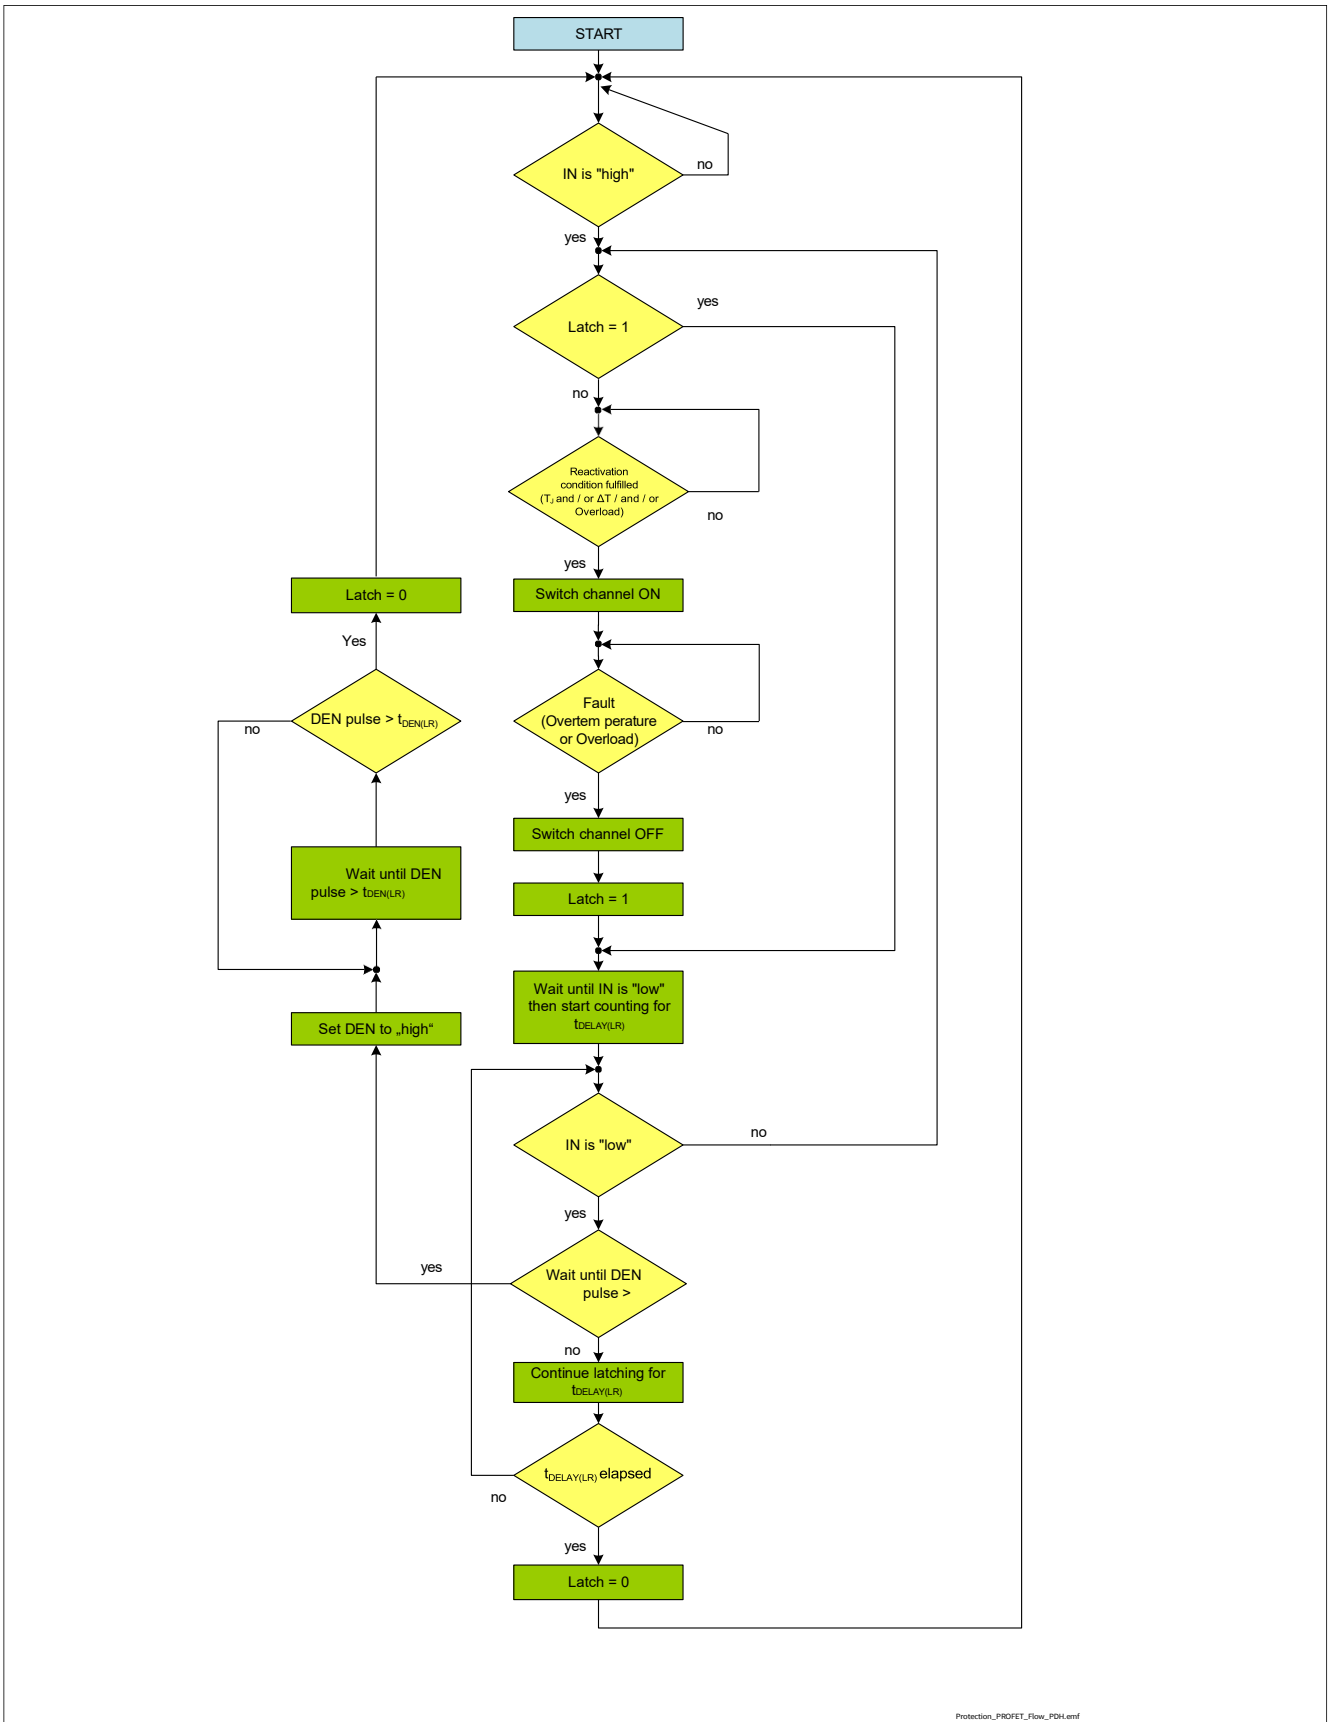 START
IN is "high"
no
yes
Latch = 1
yes
no
Reactivation
condition fulfilled
(TJ and / or ΔT / and / or
Overload)
no
yes
Switch channel ON
Latch = 0
Yes
DEN pulse > tDEN(LR)
no
Fault
(Overtem perature
or Overload)
no
yes
Switch channel OFF
Wait until DEN
pulse > tDEN(LR)
Latch = 1
Wait until IN is "low"
then start counting for
tDELAY(LR)
Set DEN to „high“
IN is "low"
no
yes
Wait until DEN
pulse >
yes
no
Continue latching for
tDELAY(LR)
tDELAY(LR) elapsed
no
yes
Latch = 0
Protection_PROFET_Flow_PDH.emf